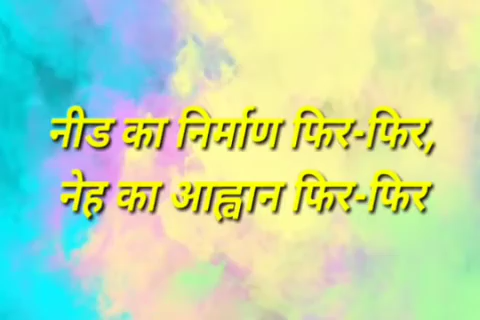 नीड का निर्माण फिर-फिर,
नेह का आह्वान फिर-फिर